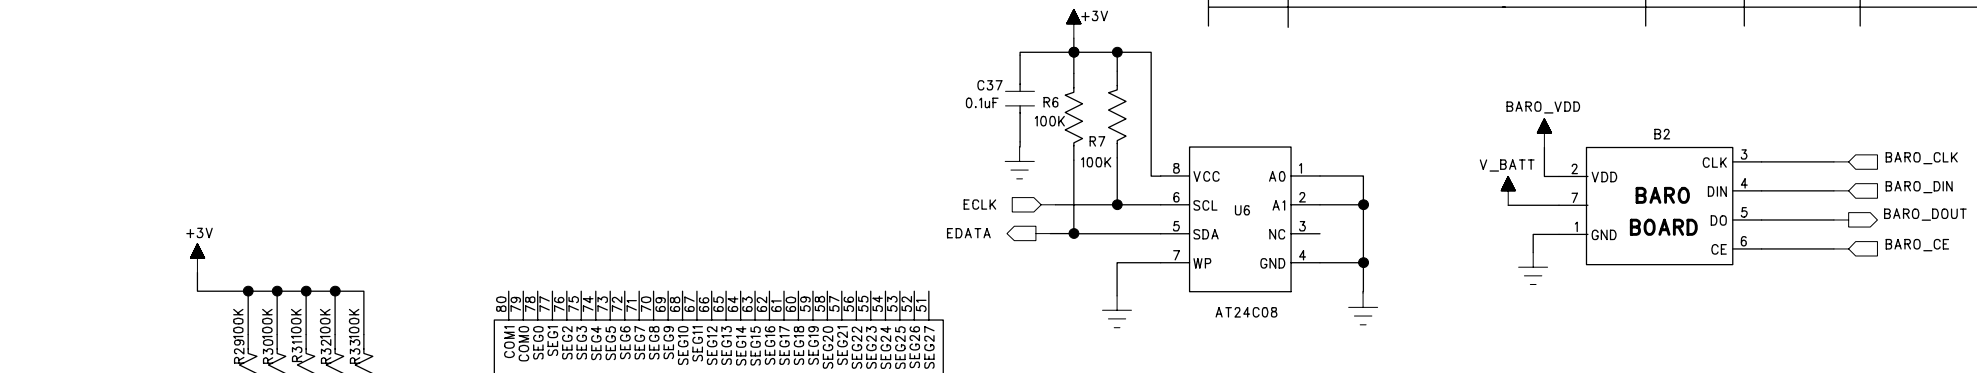 +3V
C37
0.1uF
R6
100K
R7
100K
8 VCC A0 1
ECLK 6 SCL U6 A1 2
EDATA 5 SDA NC 3
7 WP GND 4
AT24C08
BARO_VDD
V_BATT
B2
2 VDD
7
1 GND
BARO
BOARD
CLK 3 BARO_CLK
DIN 4 BARO_DIN
DO 5 BARO_DOUT
CE 6 BARO_CE
+3V
R29100K
R30100K
R31100K
R32100K
R33100K
80 79 78 77 76 75 74 73 72 71 70 69 68 67 66 65 64 63 62 61 60 59 58 57 56 55 54 53 52 51
COM1 COM0 SEG0 SEG1 SEG2 SEG3 SEG4 SEG5 SEG6 SEG7 SEG8 SEG9 SEG10 SEG11 SEG12 SEG13 SEG14 SEG15 SEG16 SEG17 SEG18 SEG19 SEG20 SEG21 SEG22 SEG23 SEG24 SEG25 SEG26 SEG27